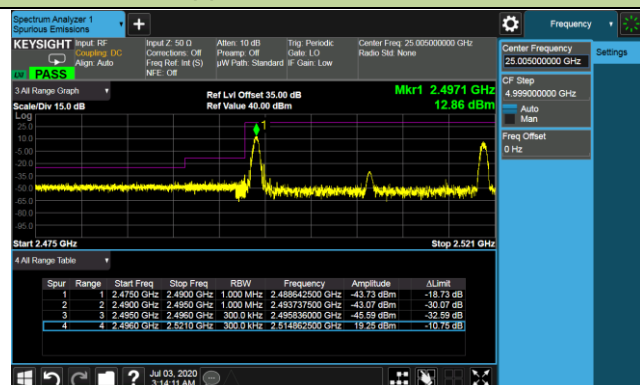 Spectrum Analyzer 1
Spurious Emissions
Frequency
KEYSIGHT
Input: RF
Coupling: DC
Align: Auto
Input Z: 50 Ω
Corrections: Off
Freq Ref: Int (S)
NFE: Off
Atten: 10 dB
Preamp: Off
µW Path: Standard
Trig: Periodic
Gate: LO
IF Gain: Low
Center Freq: 25.005000000 GHz
Radio Std: None
PASS
Center Frequency
25.005000000 GHz
Settings
CF Step
4.999000000 GHz
Auto
Man
Freq Offset
0 Hz
3 All Range Graph
Scale/Div 15.0 dB
Ref Lvl Offset 35.00 dB
Ref Value 40.00 dBm
Mkr1 2.4971 GHz
12.86 dBm
Log
25.0
10.0
-5.00
-20.0
-35.0
-50.0
-65.0
-80.0
-95.0
1
Start 2.475 GHz
Stop 2.521 GHz
4 All Range Table
Spur Range Start Freq Stop Freq RBW Frequency Amplitude ΔLimit
1 1 2.4750 GHz 2.4900 GHz 1.000 MHz 2.488642500 GHz -43.73 dBm -18.73 dB
2 2 2.4900 GHz 2.4950 GHz 1.000 MHz 2.493737500 GHz -43.07 dBm -30.07 dB
3 3 2.4950 GHz 2.4960 GHz 300.0 kHz 2.495836000 GHz -45.59 dBm -32.59 dB
4 4 2.4960 GHz 2.5210 GHz 300.0 kHz 2.514862500 GHz 19.25 dBm -10.75 dB
Jul 03, 2020
3:14:11 AM